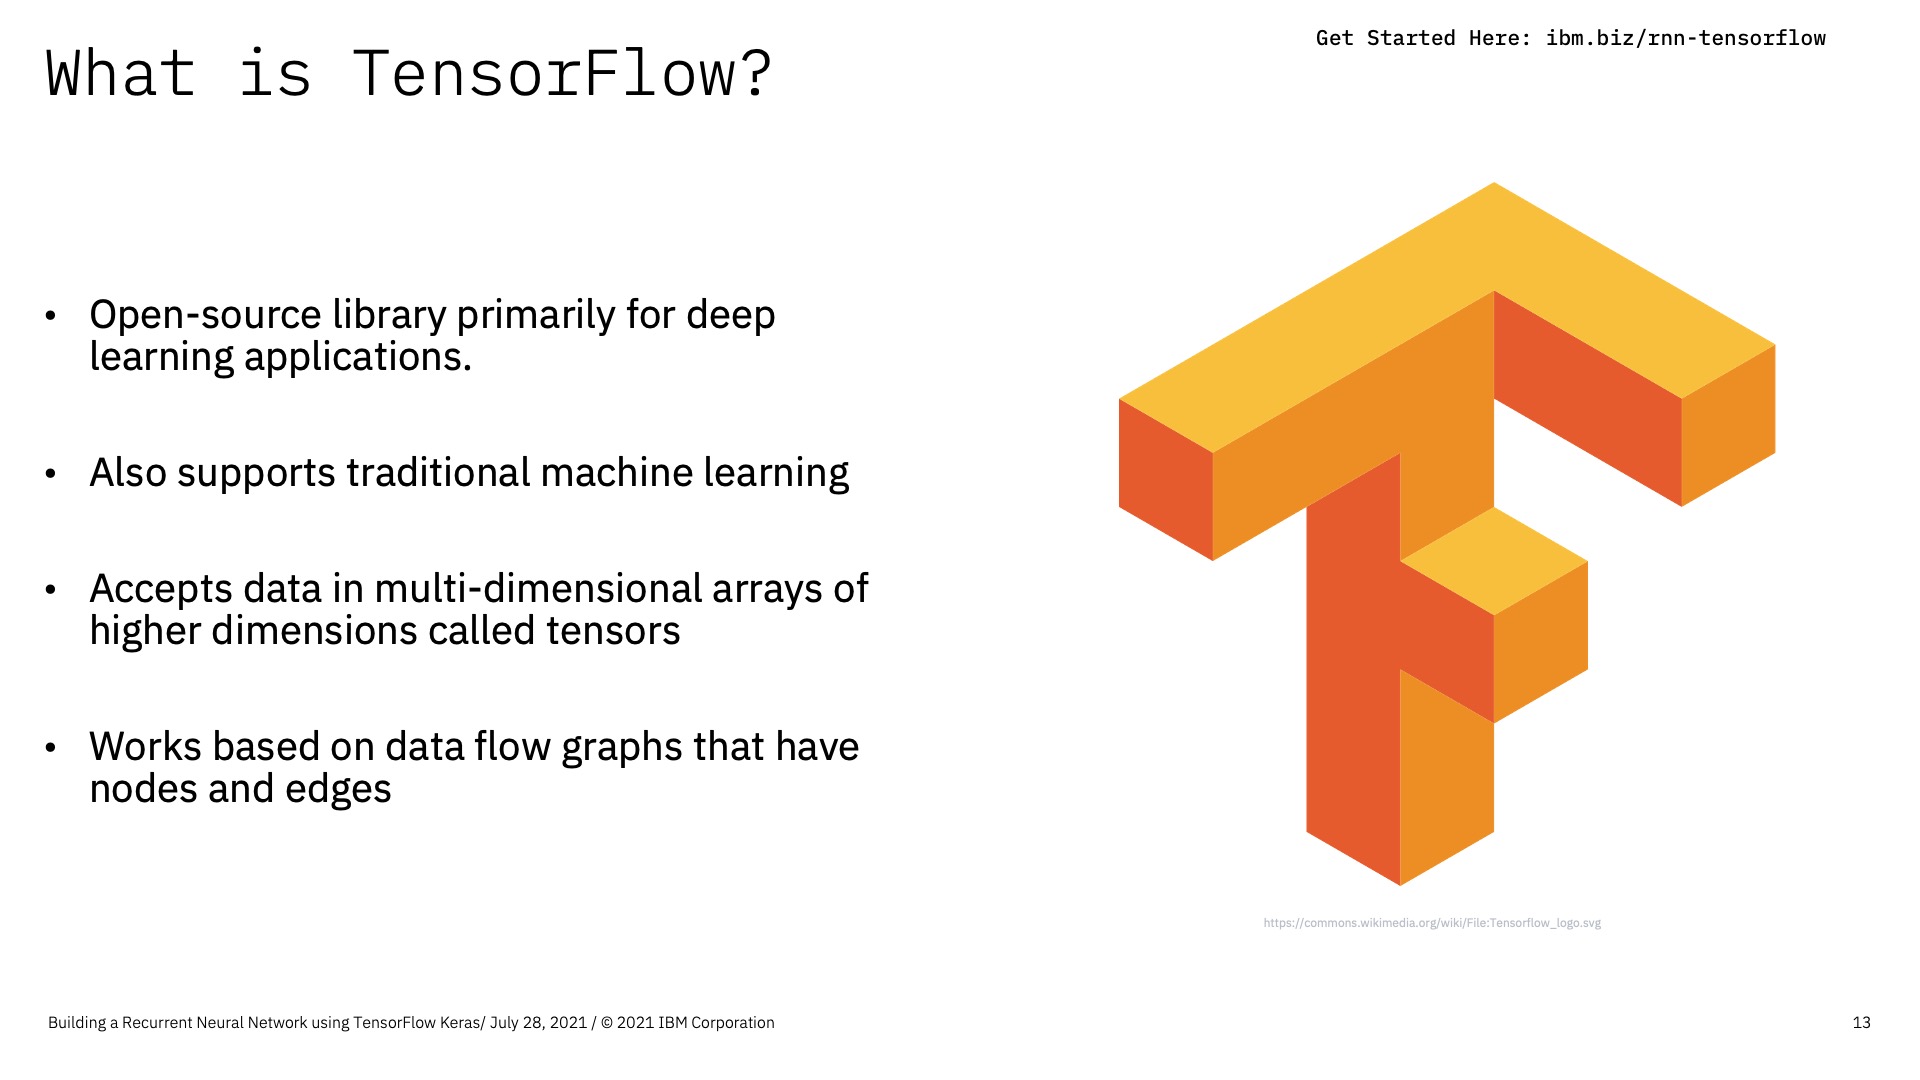 What is TensorFlow?
Get Started Here: ibm.biz/rnn-tensorflow
• Open-source library primarily for deep
learning applications.
• Also supports traditional machine learning
• Accepts data in multi-dimensional arrays of
higher dimensions called tensors
• Works based on data flow graphs that have
nodes and edges
https://commons.wikimedia.org/wiki/File:Tensorflow_logo.svg
Building a Recurrent Neural Network using TensorFlow Keras/ July 28, 2021 / © 2021 IBM Corporation
13